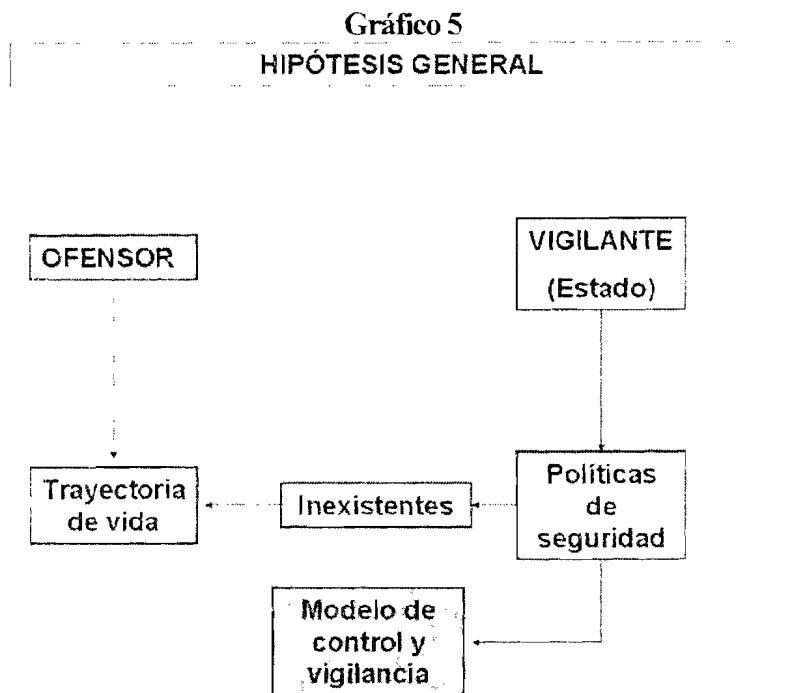 Gráfico 5
HIPÓTESIS GENERAL
OFENSOR
VIGILANTE
(Estado)
Trayectoria
de vida
Inexistentes
Políticas
de
seguridad
Modelo de
control y
vigilancia